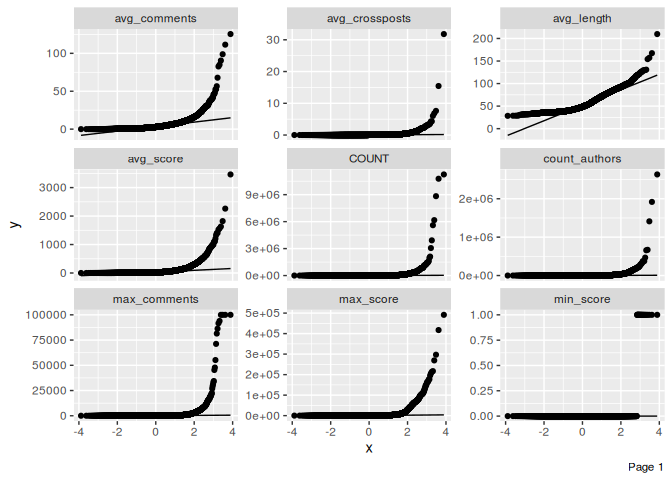 avg_comments avg_crossposts avg_length
100
50
0
30
20
10
0
200
150
100
50
0
avg_score COUNT count_authors
3000
2000
1000
0
9e+06
6e+06
3e+06
0e+00
2e+06
1e+06
0e+00
y
max_comments max_score min_score
100000
75000
50000
25000
0
5e+05
4e+05
3e+05
2e+05
1e+05
0e+00
1.00
0.75
0.50
0.25
0.00
-4 -2 0 2 4 -4 -2 0 2 4 -4 -2 0 2 4
x
Page 1